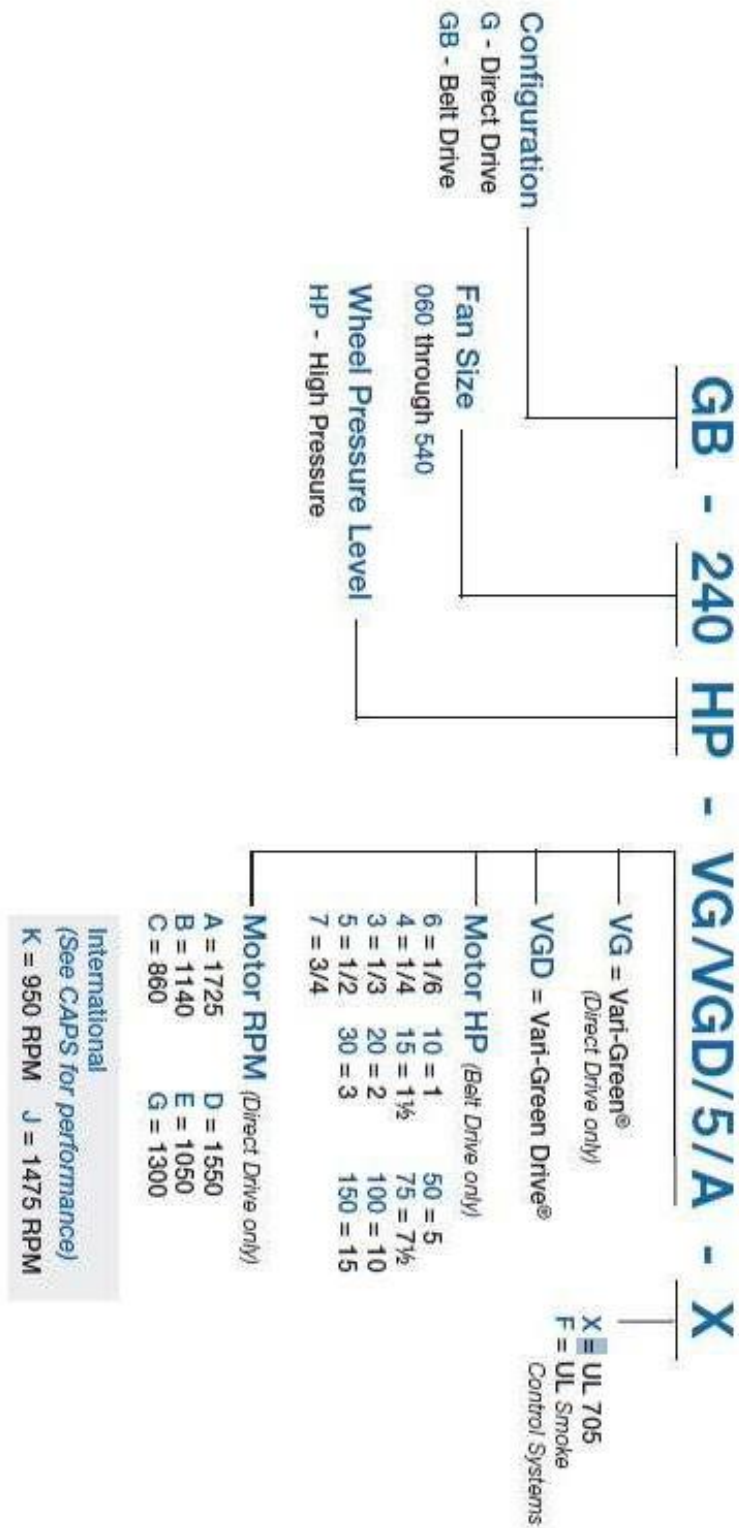 GB - 240 HP - VG/VGD/5/A - X
Configuration
G - Direct Drive
GB - Belt Drive
Fan Size
060 through 540
Wheel Pressure Level
HP - High Pressure
VG = Vari-Green®
(Direct Drive only)
VGD = Vari-Green Drive®
Motor HP (Belt Drive only)
6 = 1/6 10 = 1 50 = 5
4 = 1/4 15 = 1½ 75 = 7½
3 = 1/3 20 = 2 100 = 10
5 = 1/2 30 = 3 150 = 15
7 = 3/4
Motor RPM (Direct Drive only)
A = 1725 D = 1550
B = 1140 E = 1050
C = 860 G = 1300
International
(See CAPS for performance)
K = 950 RPM J = 1475 RPM
X = UL 705
F = UL Smoke
Control Systems